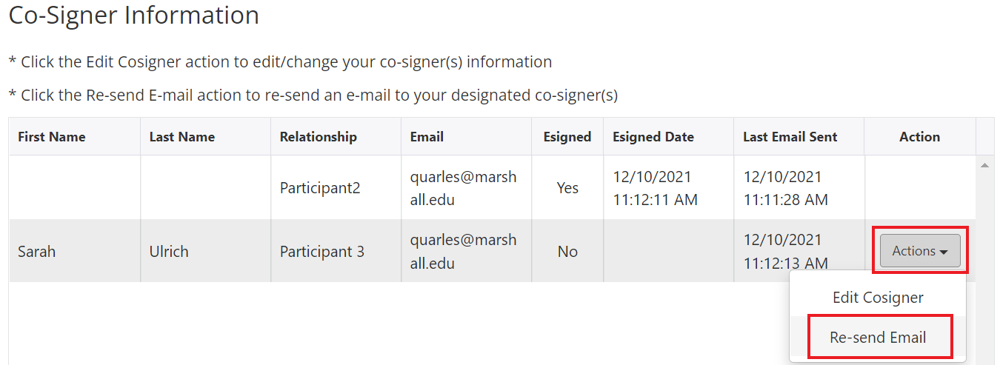 Co-Signer Information
* Click the Edit Cosigner action to edit/change your co-signer(s) information
* Click the Re-send E-mail action to re-send an e-mail to your designated co-signer(s)
First Name Last Name Relationship Email Esigned Esigned Date Last Email Sent Action
Participant2 quarles@marsh Yes 12/10/2021 12/10/2021
all.edu 11:12:11 AM 11:11:28 AM
Sarah Ulrich Participant 3 quarles@marsh No 12/10/2021 Actions
all.edu 11:12:13 AM
Edit Cosigner
Re-send Email